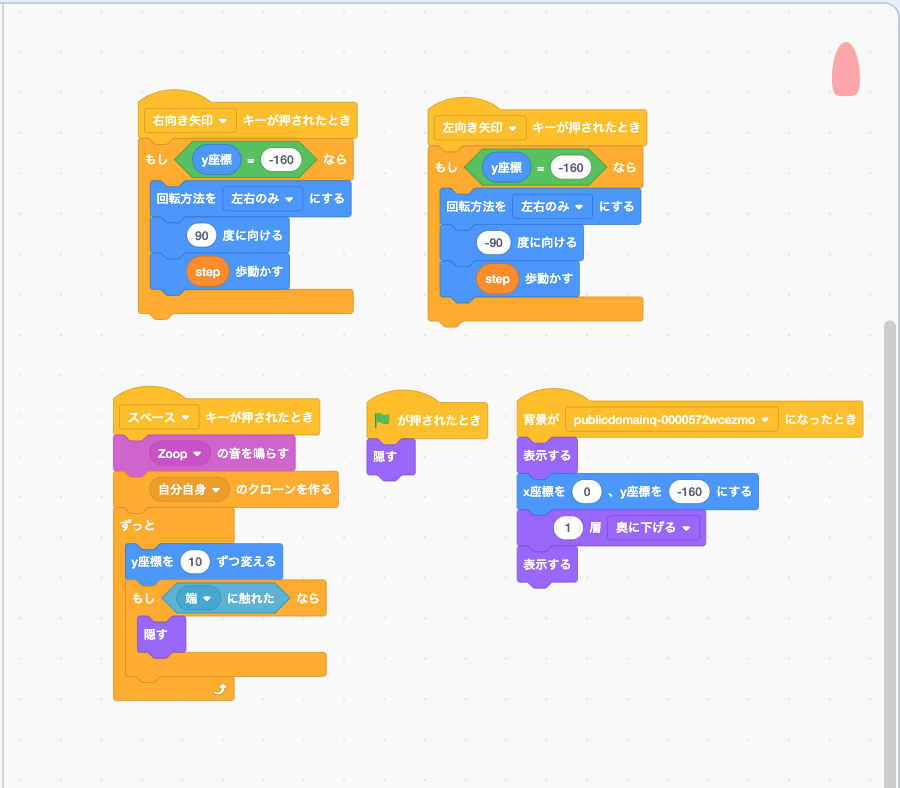 右向き矢印 キーが押されたとき
もし y座標 = -160 なら
回転方法を 左右のみ にする
90 度に向ける
step 歩動かす
左向き矢印 キーが押されたとき
もし y座標 = -160 なら
回転方法を 左右のみ にする
-90 度に向ける
step 歩動かす
スペース キーが押されたとき
Zoop の音を鳴らす
自分自身 のクローンを作る
ずっと
y座標を 10 ずつ変える
もし 端 に触れた なら
隠す
が押されたとき
隠す
背景が publicdomainq-0000572wcezmo になったとき
表示する
x座標を 0 、y座標を -160 にする
1 層 奥に下げる
表示する